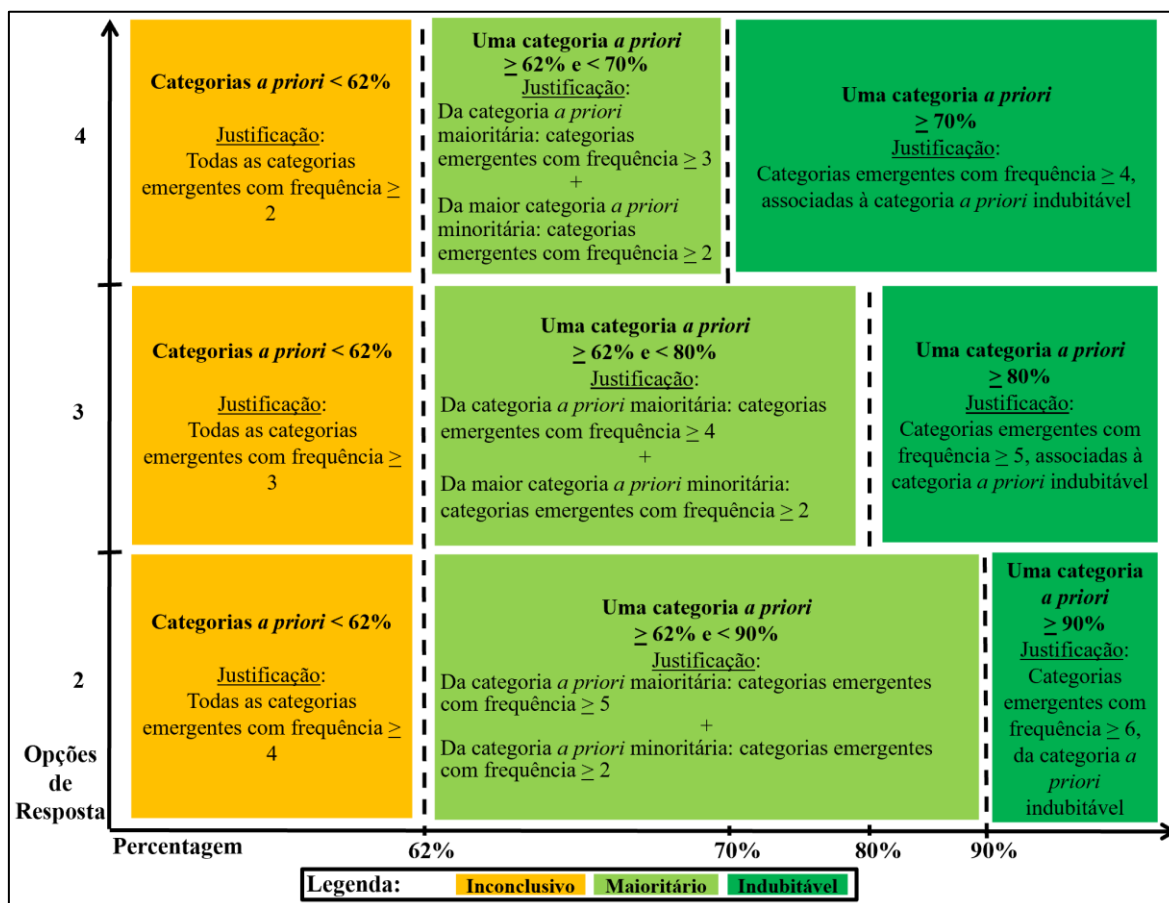 4
Categorias a priori < 62%
Justificação:
Todas as categorias
emergentes com frequência ≥
2
Uma categoria a priori
≥ 62% e < 70%
Justificação:
Da categoria a priori
maioritária: categorias
emergentes com frequência ≥ 3
+
Da maior categoria a priori
minoritária: categorias
emergentes com frequência ≥ 2
Uma categoria a priori
≥ 70%
Justificação:
Categorias emergentes com frequência ≥ 4,
associadas à categoria a priori indubitável
3
Categorias a priori < 62%
Justificação:
Todas as categorias
emergentes com frequência ≥
3
Uma categoria a priori
≥ 62% e < 80%
Justificação:
Da categoria a priori maioritária: categorias
emergentes com frequência ≥ 4
+
Da maior categoria a priori minoritária:
categorias emergentes com frequência ≥ 2
Uma categoria a priori
≥ 80%
Justificação:
Categorias emergentes com
frequência ≥ 5, associadas à
categoria a priori indubitável
2
Categorias a priori < 62%
Justificação:
Todas as categorias
emergentes com frequência ≥
4
Uma categoria a priori
≥ 62% e < 90%
Justificação:
Da categoria a priori maioritária: categorias emergentes
com frequência ≥ 5
+
Da categoria a priori minoritária: categorias emergentes
com frequência ≥ 2
Uma categoria
a priori
≥ 90%
Justificação:
Categorias
emergentes com
frequência ≥ 6,
da categoria a
priori
indubitável
Opções
de
Resposta
Percentagem
62%
70%
80%
90%
Legenda:
Inconclusivo
Maioritário
Indubitável